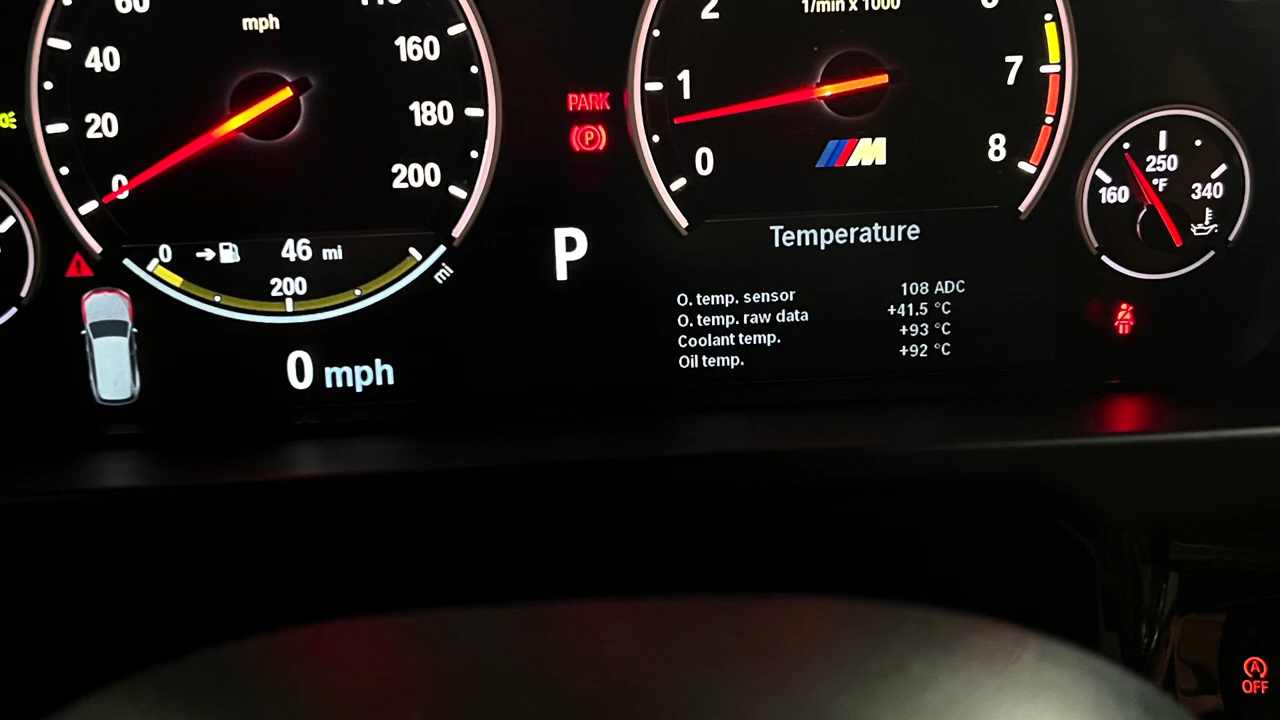 60
mph
40
160
20
180
0
200
2
1/min x 1000
1
7
0
8
M
PARK
P
P
250
°F
160
340
0 46 mi
200
mi
0 mph
Temperature
O. temp. sensor 108 ADC
O. temp. raw data +41.5 °C
Coolant temp. +93 °C
Oil temp. +92 °C
A
OFF